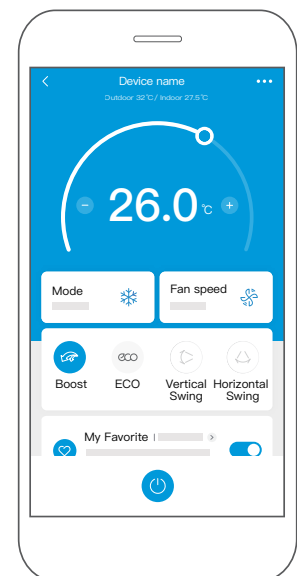 Device name
Outdoor 32℃ / Indoor 27.5℃
26.0℃
Mode
Fan speed
eco
Boost
ECO
Vertical Swing
Horizontal Swing
My Favorite